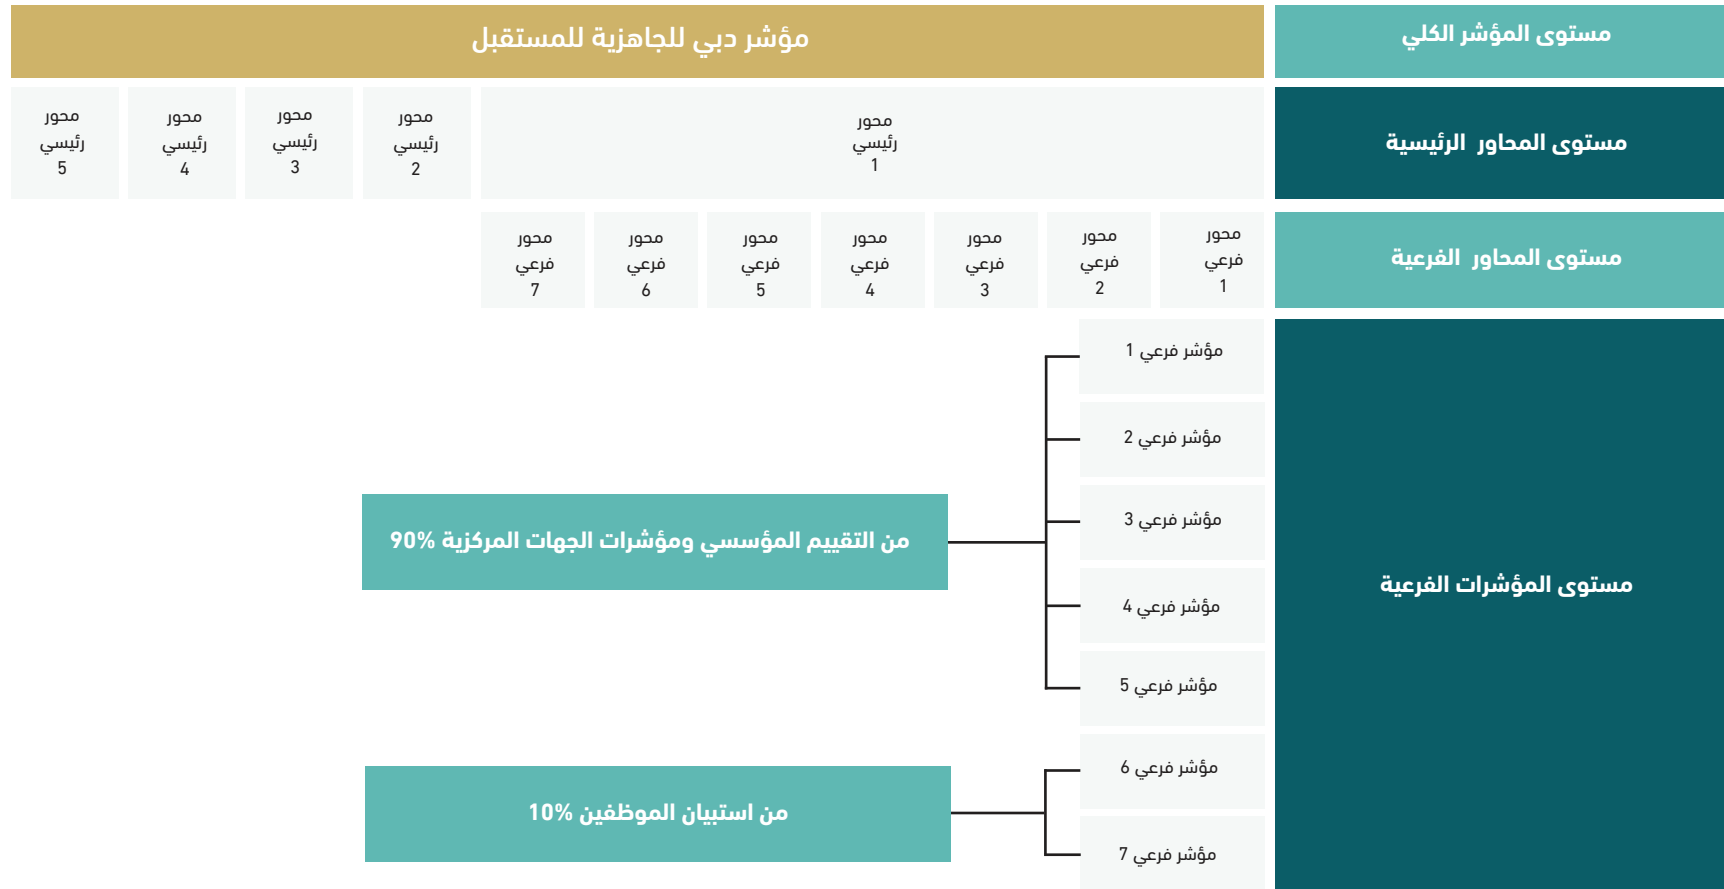 مستوى المؤشر الكلي
مؤشر دبي للجاهزية للمستقبل
مستوى المحاور الرئيسية
محور
رئيسي
1
محور
رئيسي
2
محور
رئيسي
3
محور
رئيسي
4
محور
رئيسي
5
مستوى المحاور الفرعية
محور
فرعي
1
محور
فرعي
2
محور
فرعي
3
محور
فرعي
4
محور
فرعي
5
محور
فرعي
6
محور
فرعي
7
مستوى المؤشرات الفرعية
مؤشر فرعي 1
مؤشر فرعي 2
مؤشر فرعي 3
مؤشر فرعي 4
مؤشر فرعي 5
مؤشر فرعي 6
مؤشر فرعي 7
من التقييم المؤسسي ومؤشرات الجهات المركزية 90%
من استبيان الموظفين 10%